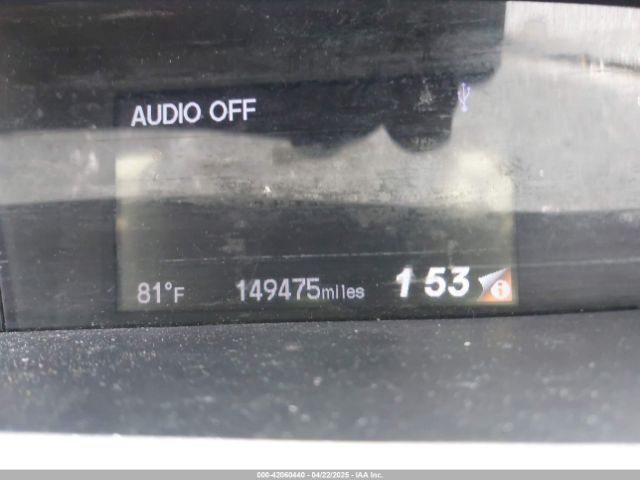 AUDIO OFF
81°F 149475miles 1 53
000-42060440 - 04/22/2025 - IAA Inc.